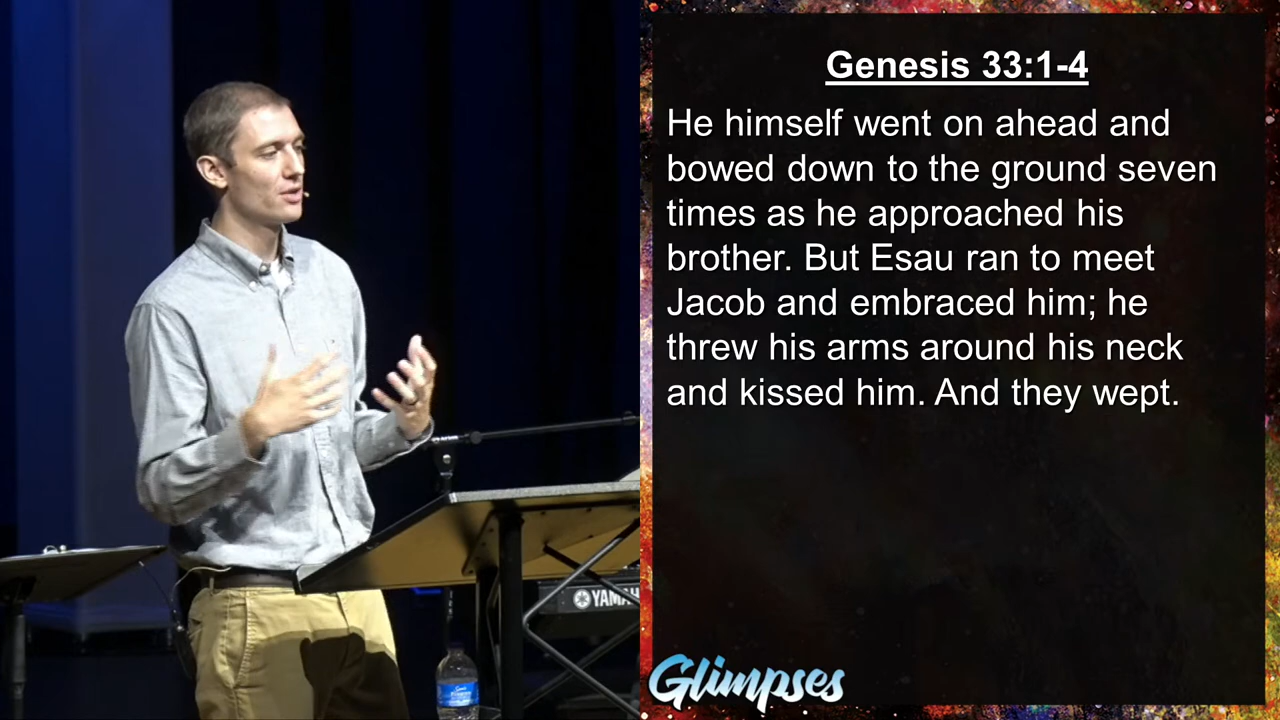 Genesis 33:1-4
He himself went on ahead and
bowed down to the ground seven
times as he approached his
brother. But Esau ran to meet
Jacob and embraced him; he
threw his arms around his neck
and kissed him. And they wept.
YAMAH
Glimpses